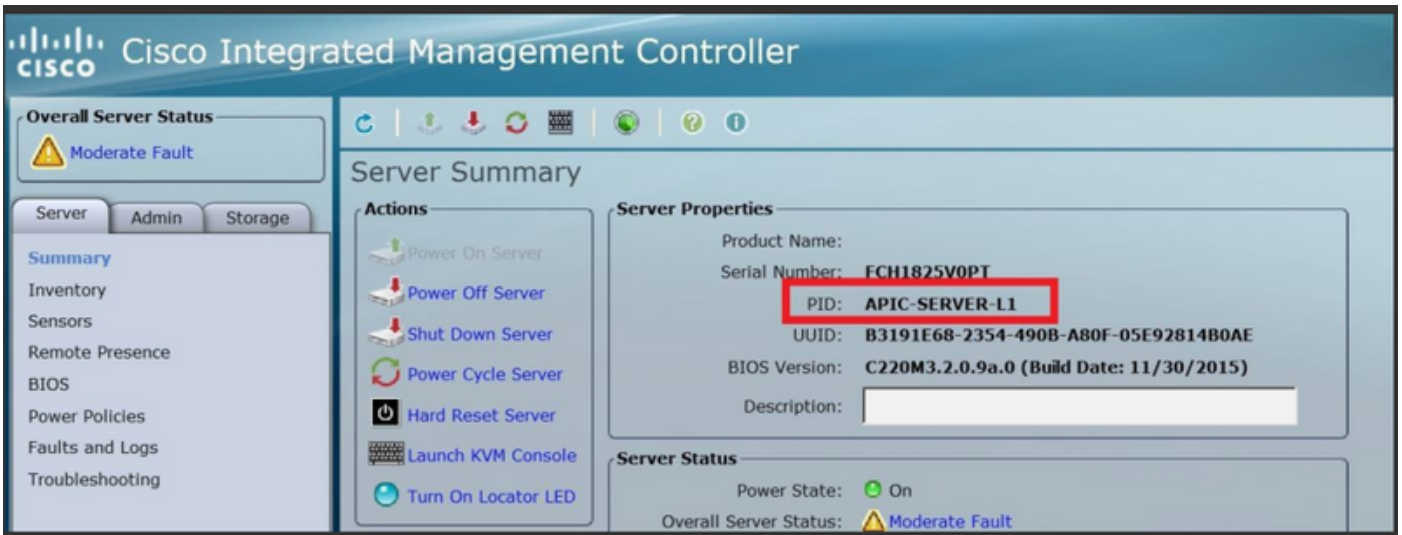 CISCO Cisco Integrated Management Controller
Overall Server Status
Moderate Fault
Server Admin Storage
Summary
Inventory
Sensors
Remote Presence
BIOS
Power Policies
Faults and Logs
Troubleshooting
Server Summary
Actions
Power On Server
Power Off Server
Shut Down Server
Power Cycle Server
Hard Reset Server
Launch KVM Console
Turn On Locator LED
Server Properties
Product Name:
Serial Number: FCH1825V0PT
PID: APIC-SERVER-L1
UUID: B3191E68-2354-490B-A80F-05E92814B0AE
BIOS Version: C220M3.2.0.9a.0 (Build Date: 11/30/2015)
Description:
Server Status
Power State: On
Overall Server Status: Moderate Fault